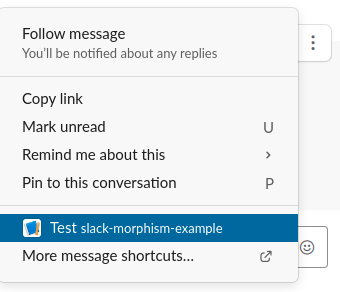 Follow message
You'll be notified about any replies
Copy link
Mark unread U
Remind me about this
Pin to this conversation P
Test slack-morphism-example
More message shortcuts...